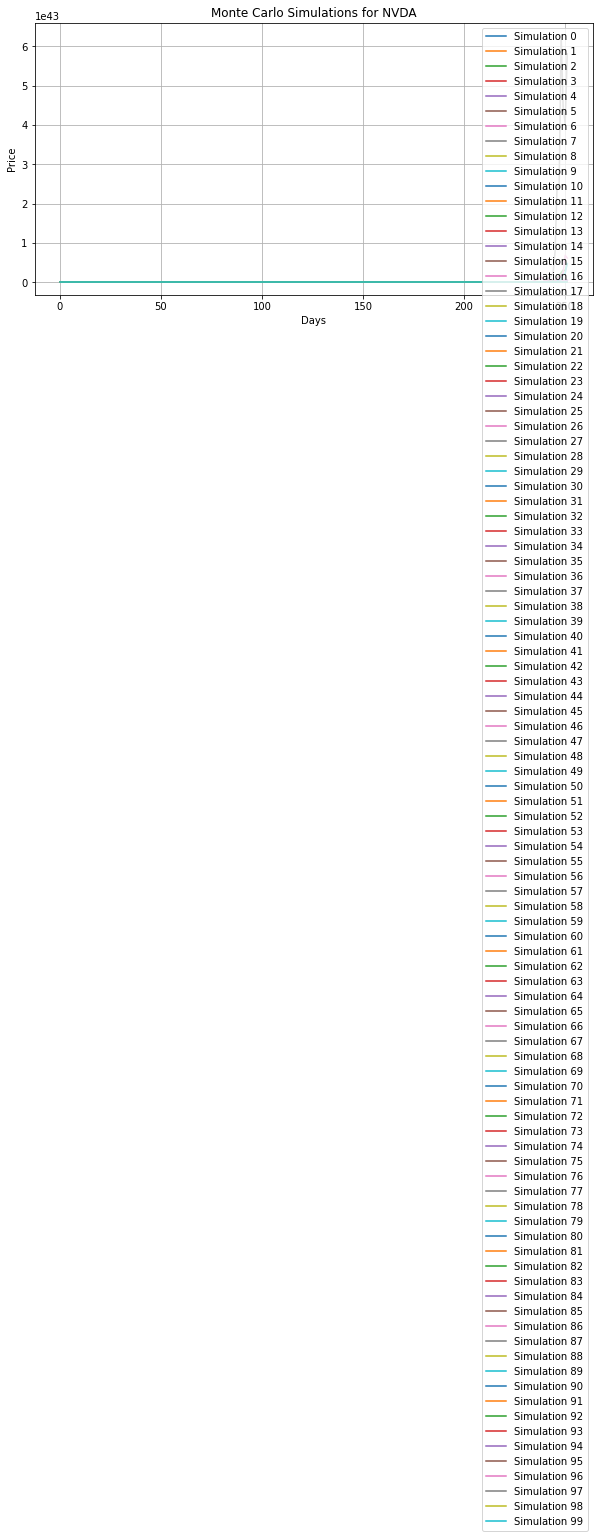 Monte Carlo Simulations for NVDA
1e43
6
5
4
3
2
1
0
Price
0
50
100
150
200
Days
Simulation 0
Simulation 1
Simulation 2
Simulation 3
Simulation 4
Simulation 5
Simulation 6
Simulation 7
Simulation 8
Simulation 9
Simulation 10
Simulation 11
Simulation 12
Simulation 13
Simulation 14
Simulation 15
Simulation 16
Simulation 17
Simulation 18
Simulation 19
Simulation 20
Simulation 21
Simulation 22
Simulation 23
Simulation 24
Simulation 25
Simulation 26
Simulation 27
Simulation 28
Simulation 29
Simulation 30
Simulation 31
Simulation 32
Simulation 33
Simulation 34
Simulation 35
Simulation 36
Simulation 37
Simulation 38
Simulation 39
Simulation 40
Simulation 41
Simulation 42
Simulation 43
Simulation 44
Simulation 45
Simulation 46
Simulation 47
Simulation 48
Simulation 49
Simulation 50
Simulation 51
Simulation 52
Simulation 53
Simulation 54
Simulation 55
Simulation 56
Simulation 57
Simulation 58
Simulation 59
Simulation 60
Simulation 61
Simulation 62
Simulation 63
Simulation 64
Simulation 65
Simulation 66
Simulation 67
Simulation 68
Simulation 69
Simulation 70
Simulation 71
Simulation 72
Simulation 73
Simulation 74
Simulation 75
Simulation 76
Simulation 77
Simulation 78
Simulation 79
Simulation 80
Simulation 81
Simulation 82
Simulation 83
Simulation 84
Simulation 85
Simulation 86
Simulation 87
Simulation 88
Simulation 89
Simulation 90
Simulation 91
Simulation 92
Simulation 93
Simulation 94
Simulation 95
Simulation 96
Simulation 97
Simulation 98
Simulation 99